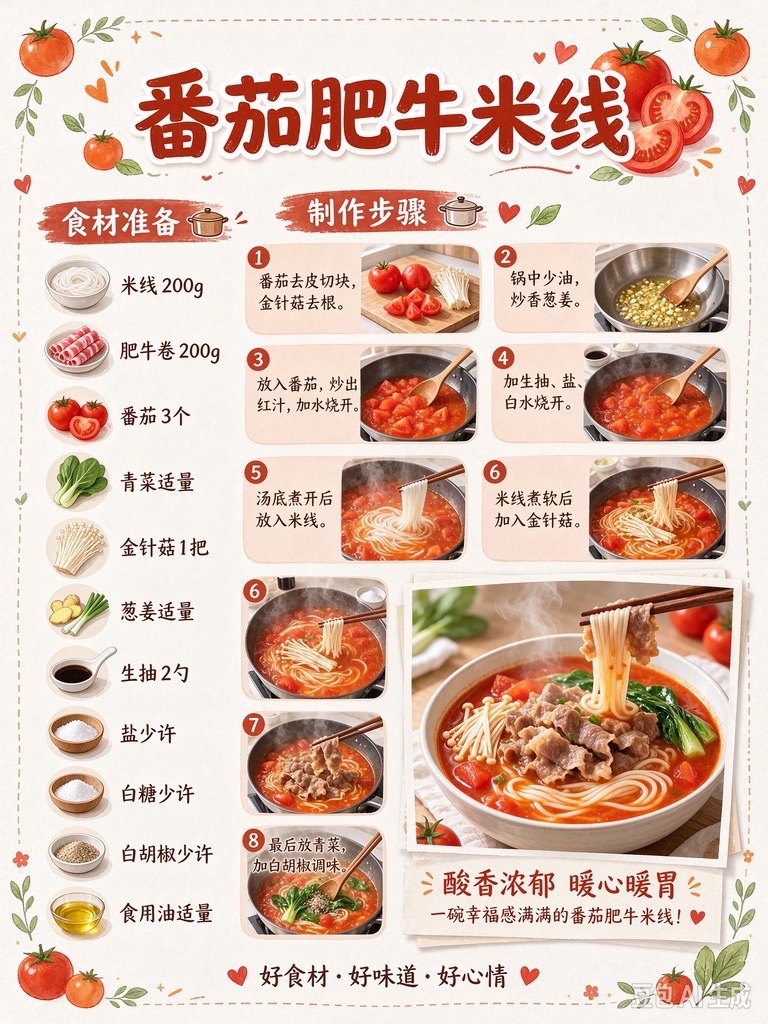 番茄肥牛米线
食材准备
米线 200g
肥牛卷 200g
番茄 3个
青菜适量
金针菇 1把
葱姜适量
生抽 2勺
盐少许
白糖少许
白胡椒少许
食用油适量
制作步骤
1
番茄去皮切块，
金针菇去根。
2
锅中少油，
炒香葱姜。
3
放入番茄，炒出
红汁，加水烧开。
4
加生抽、盐、
白水烧开。
5
汤底煮开后
放入米线。
6
米线煮软后
加入金针菇。
6
7
8
最后放青菜，
加白胡椒调味。
酸香浓郁 暖心暖胃
一碗幸福感满满的番茄肥牛米线！
好食材·好味道·好心情
豆包 AI 生成